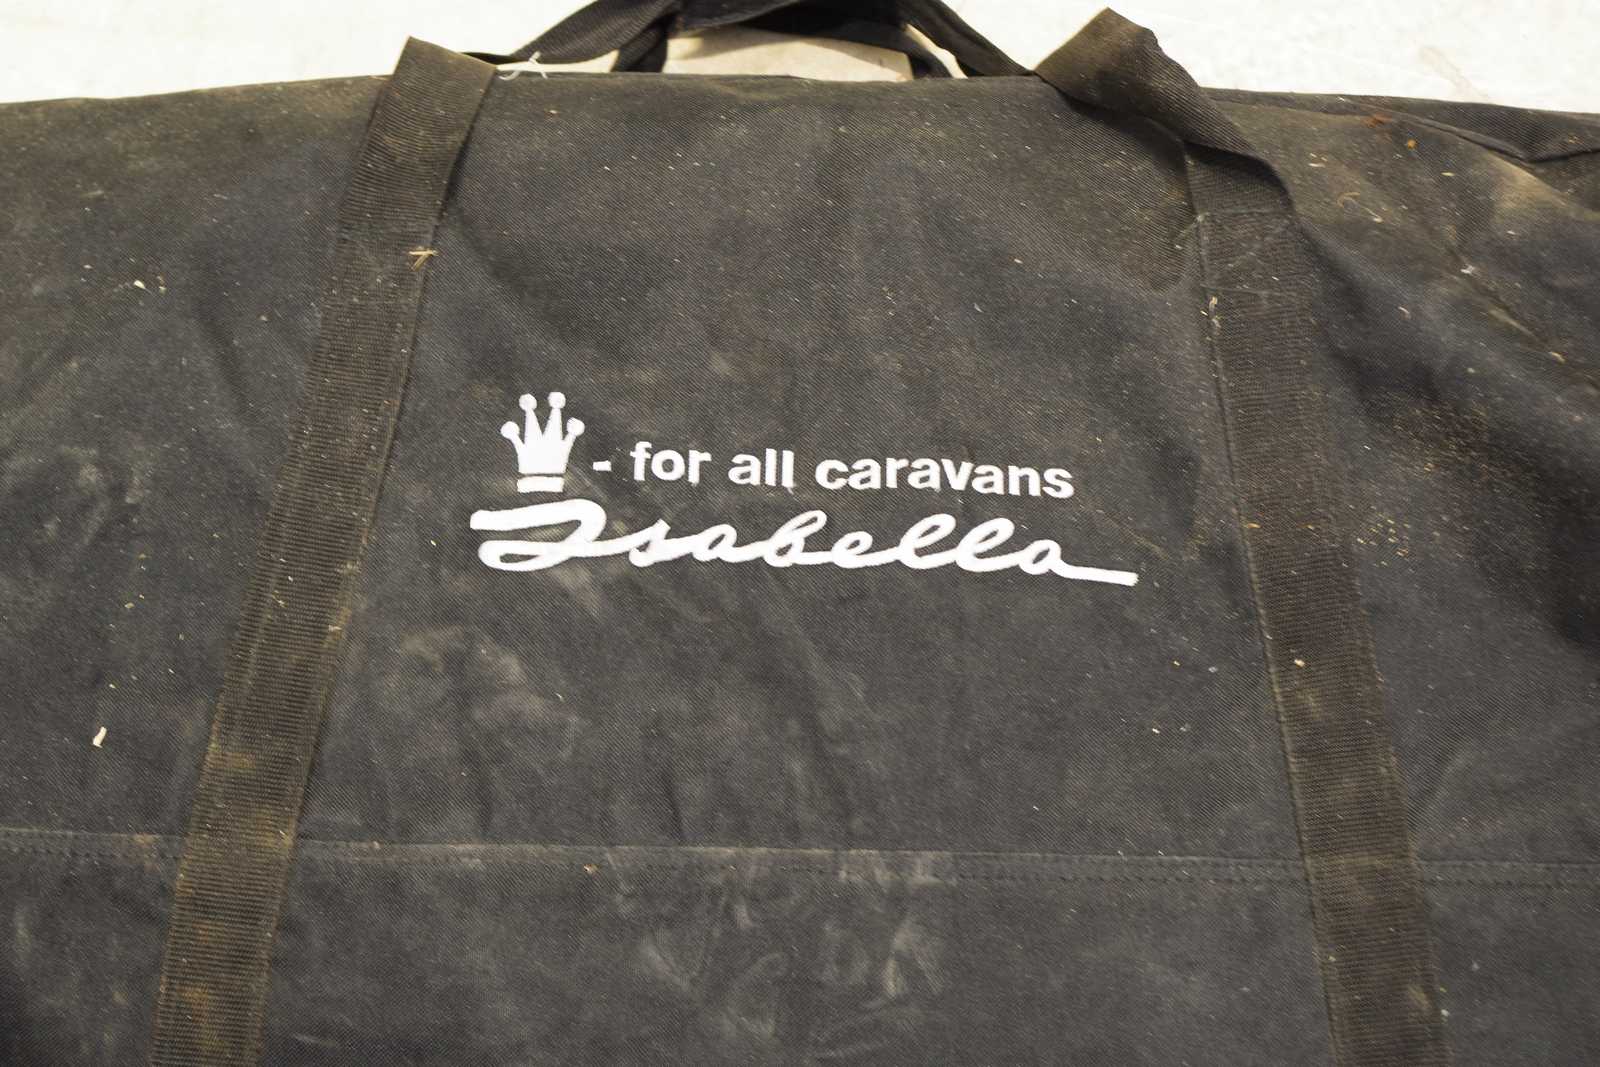 - for all caravans
Isabella